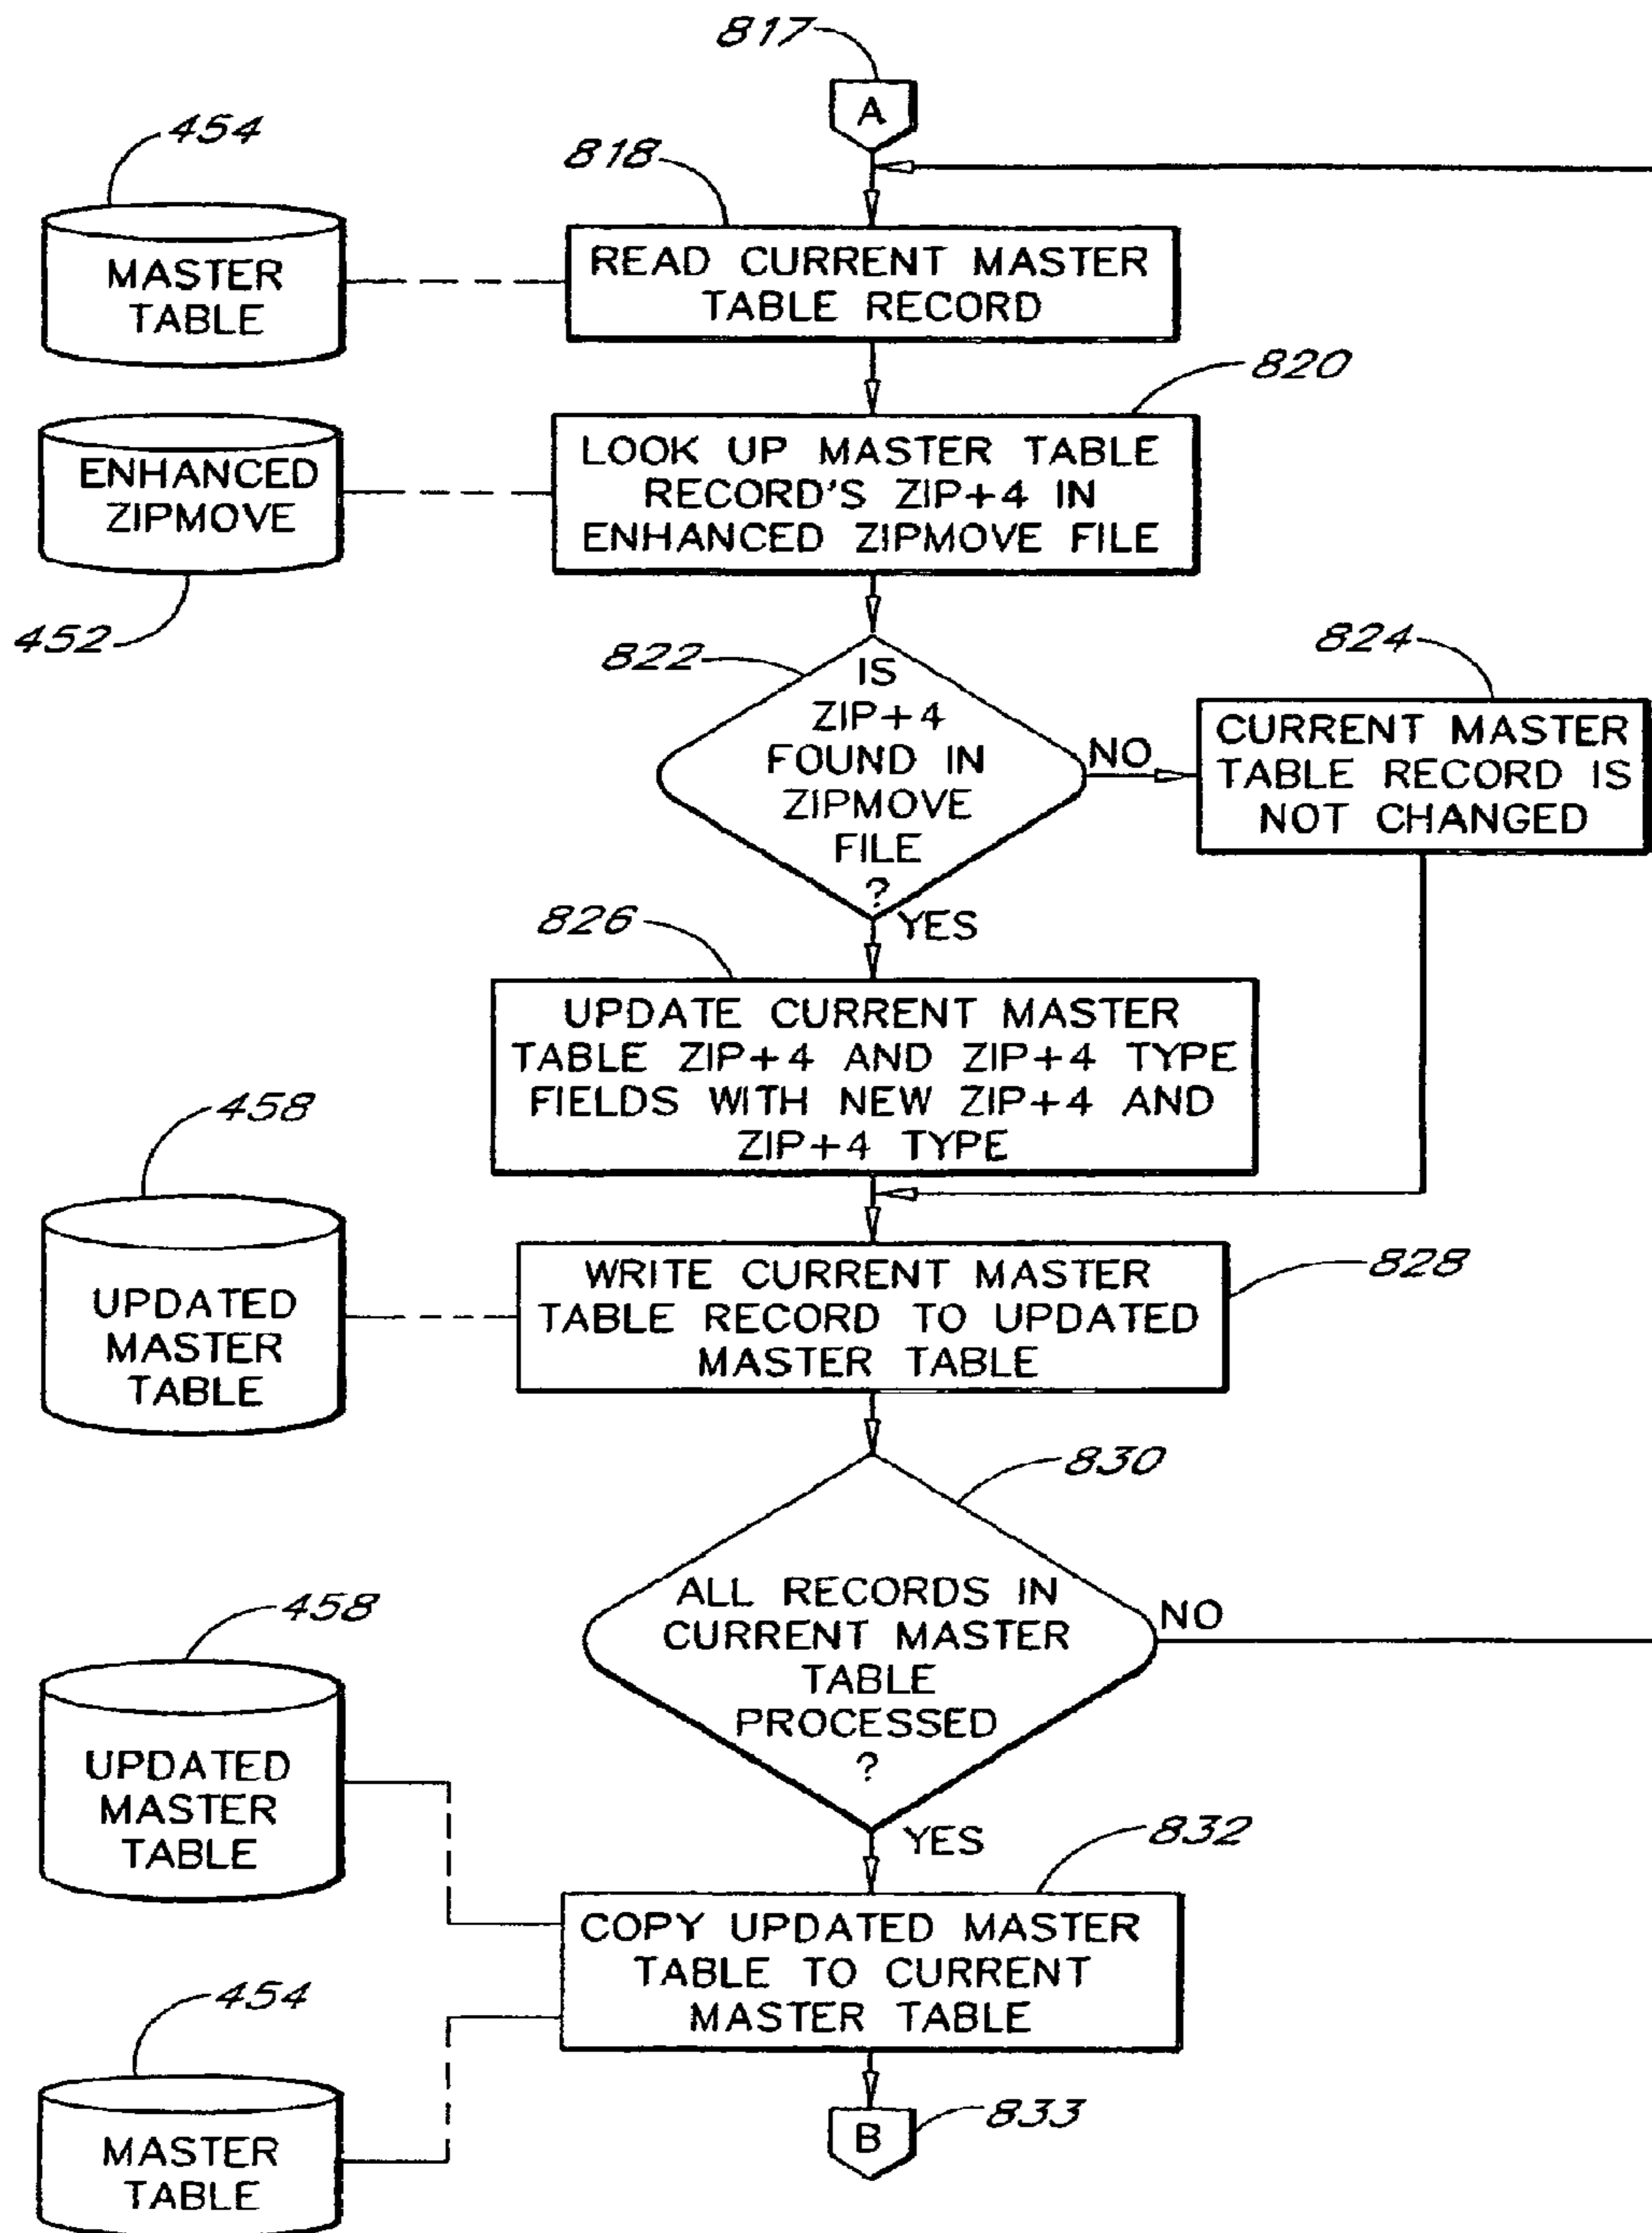 817
A
454
818
MASTER
TABLE
READ CURRENT MASTER
TABLE RECORD
820
ENHANCED
ZIPMOVE
LOOK UP MASTER TABLE
RECORD'S ZIP+4 IN
ENHANCED ZIPMOVE FILE
452
822
IS
ZIP+4
FOUND IN
ZIPMOVE
FILE
?
NO
824
CURRENT MASTER
TABLE RECORD IS
NOT CHANGED
YES
826
UPDATE CURRENT MASTER
TABLE ZIP+4 AND ZIP+4 TYPE
FIELDS WITH NEW ZIP+4 AND
ZIP+4 TYPE
458
UPDATED
MASTER
TABLE
WRITE CURRENT MASTER
TABLE RECORD TO UPDATED
MASTER TABLE
828
830
ALL RECORDS IN
CURRENT MASTER
TABLE
PROCESSED
?
NO
458
UPDATED
MASTER
TABLE
YES
832
COPY UPDATED MASTER
TABLE TO CURRENT
MASTER TABLE
454
MASTER
TABLE
B
833